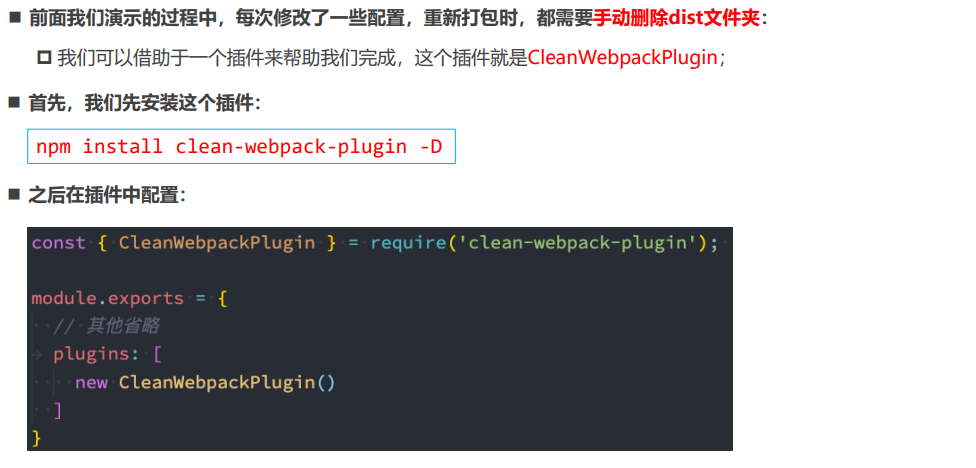 前面我们演示的过程中，每次修改了一些配置，重新打包时，都需要手动删除dist文件夹：
我们可以借助于一个插件来帮助我们完成，这个插件就是CleanWebpackPlugin；
首先，我们先安装这个插件：
npm install clean-webpack-plugin -D
之后在插件中配置：
const { CleanWebpackPlugin } = require('clean-webpack-plugin');
module.exports = {
// 其他省略
plugins: [
new CleanWebpackPlugin()
]
}